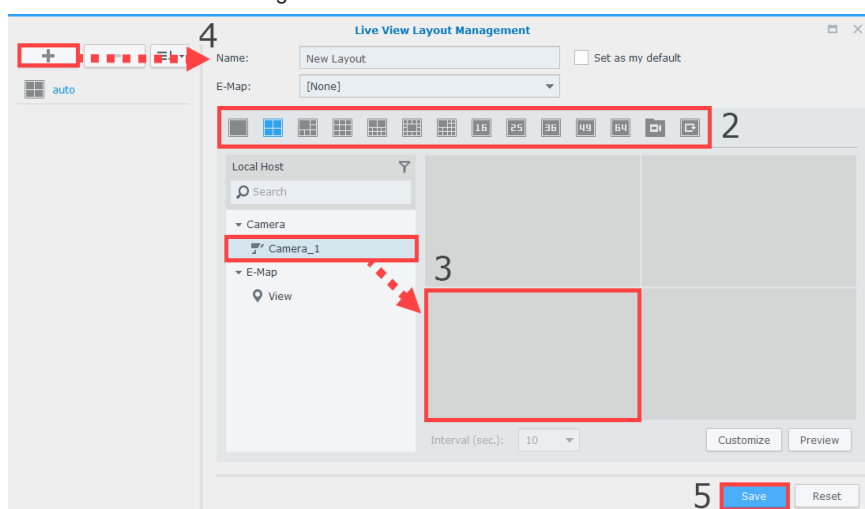 Live View Layout Management
4
Name:
New Layout
Set as my default
auto
E-Map:
[None]
16
25
36
49
64
2
Local Host
Search
Camera
Camera_1
3
E-Map
View
Interval (sec.):
10
Customize
Preview
5
Save
Reset